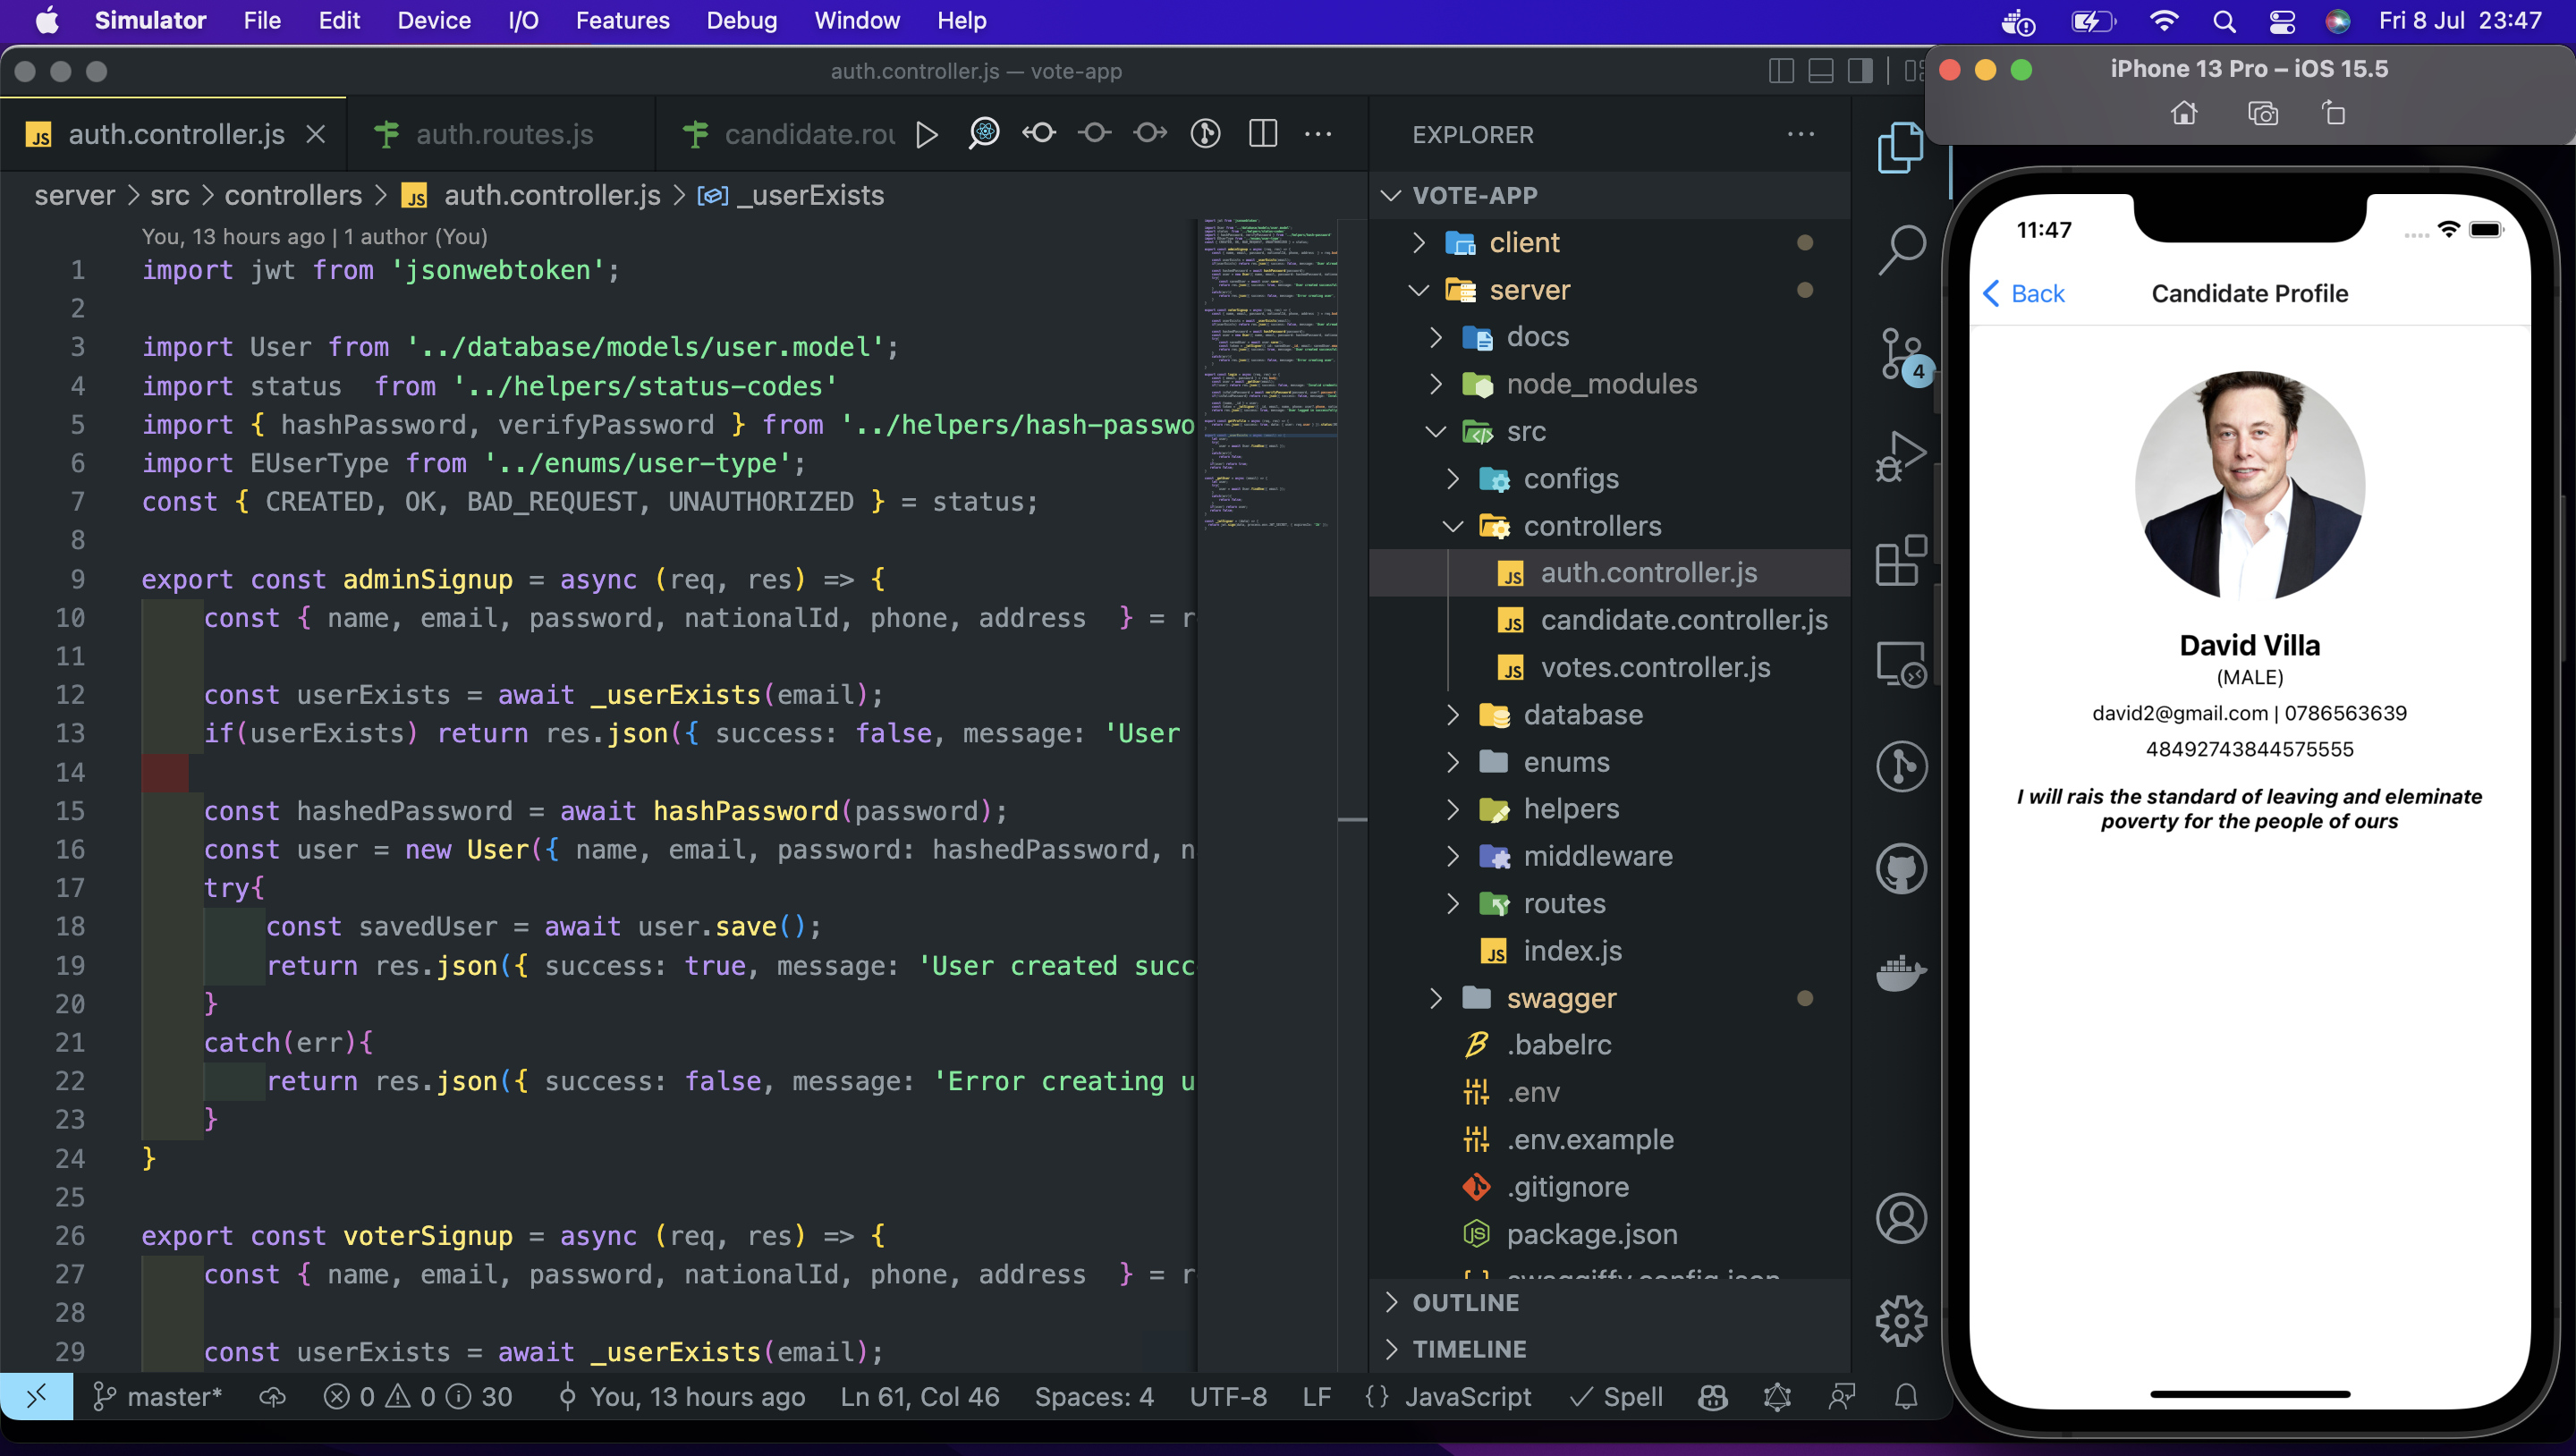 Simulator File Edit Device I/O Features Debug Window Help Fri 8 Jul 23:47
auth.controller.js — vote-app
auth.controller.js
auth.routes.js
candidate.rou
server > src > controllers > JS auth.controller.js > _userExists
You, 13 hours ago | 1 author (You)
1 import jwt from 'jsonwebtoken';
2
3 import User from '../database/models/user.model';
4 import status  from '../helpers/status-codes'
5 import { hashPassword, verifyPassword } from '../helpers/hash-passwo
6 import EUserType from '../enums/user-type';
7 const { CREATED, OK, BAD_REQUEST, UNAUTHORIZED } = status;
8
9 export const adminSignup = async (req, res) => {
10 const { name, email, password, nationalId, phone, address  } = r
11
12 const userExists = await _userExists(email);
13 if(userExists) return res.json({ success: false, message: 'User
14
15 const hashedPassword = await hashPassword(password);
16 const user = new User({ name, email, password: hashedPassword, n
17 try{
18 const savedUser = await user.save();
19 return res.json({ success: true, message: 'User created succ
20 }
21 catch(err){
22 return res.json({ success: false, message: 'Error creating u
23 }
24 }
25
26 export const voterSignup = async (req, res) => {
27 const { name, email, password, nationalId, phone, address  } = r
28
29 const userExists = await _userExists(email);
master* 0 0 30 You, 13 hours ago Ln 61, Col 46 Spaces: 4 UTF-8 LF {} JavaScript Spell
EXPLORER
VOTE-APP
client
server
docs
node_modules
src
configs
controllers
JS auth.controller.js
JS candidate.controller.js
JS votes.controller.js
database
enums
helpers
middleware
routes
JS index.js
swagger
.babelrc
.env
.env.example
.gitignore
package.json
swaggiffy.config.json
OUTLINE
TIMELINE
4
iPhone 13 Pro – iOS 15.5
11:47
Back
Candidate Profile
David Villa
(MALE)
david2@gmail.com | 0786563639
48492743844575555
I will rais the standard of leaving and eleminate
poverty for the people of ours